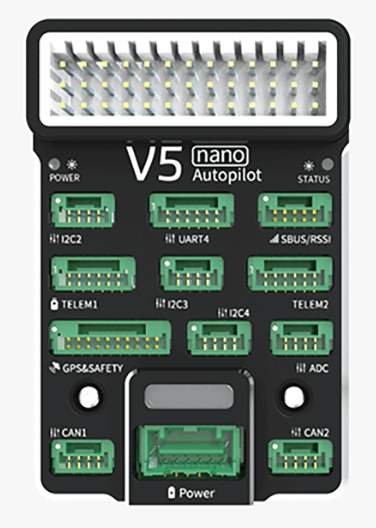 V5 nano
Autopilot
POWER
STATUS
I2C2
UART4
SBUS/RSSI
TELEM1
I2C3
I2C4
TELEM2
GPS&SAFETY
ADC
CAN1
CAN2
Power